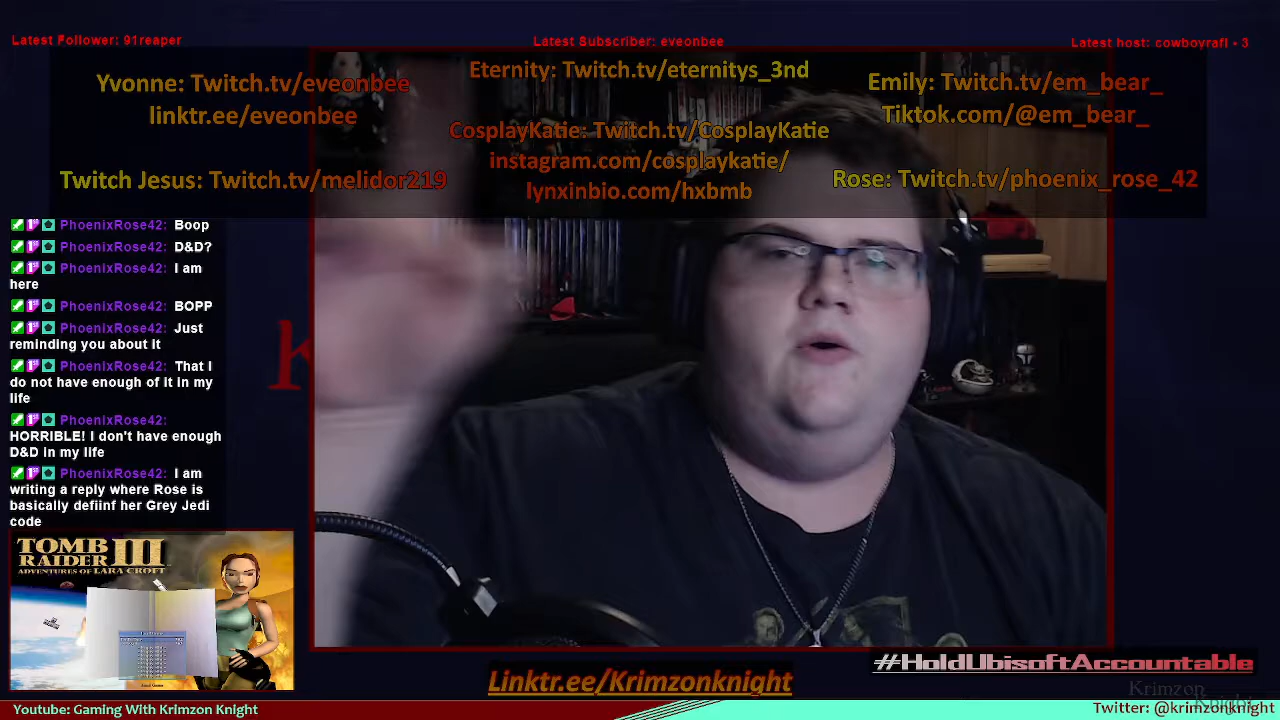 Latest Follower: 91reaper
Latest Subscriber: eveonbee
Latest host: cowboyrafl - 3
Yvonne: Twitch.tv/eveonbee
linktr.ee/eveonbee
Eternity: Twitch.tv/eternitys_3nd
Emily: Twitch.tv/em_bear_
Tiktok.com/@em_bear_
CosplayKatie: Twitch.tv/CosplayKatie
instagram.com/cosplaykatie/
lynxinbio.com/hxbmb
Twitch Jesus: Twitch.tv/melidor219
Rose: Twitch.tv/phoenix_rose_42
PhoenixRose42: Boop
PhoenixRose42: D&D?
PhoenixRose42: I am
here
PhoenixRose42: BOPP
PhoenixRose42: Just
reminding you about it
PhoenixRose42: That I
do not have enough of it in my
life
PhoenixRose42:
HORRIBLE! I don't have enough
D&D in my life
PhoenixRose42: I am
writing a reply where Rose is
basically defiinf her Grey Jedi
code
K
TOMB
RAIDER III
ADVENTURES OF LARA CROFT
#HoldUbisoftAccountable
Linktr.ee/Krimzonknight
Krimzon
Knight
Youtube: Gaming With Krimzon Knight
Twitter: @krimzonknight